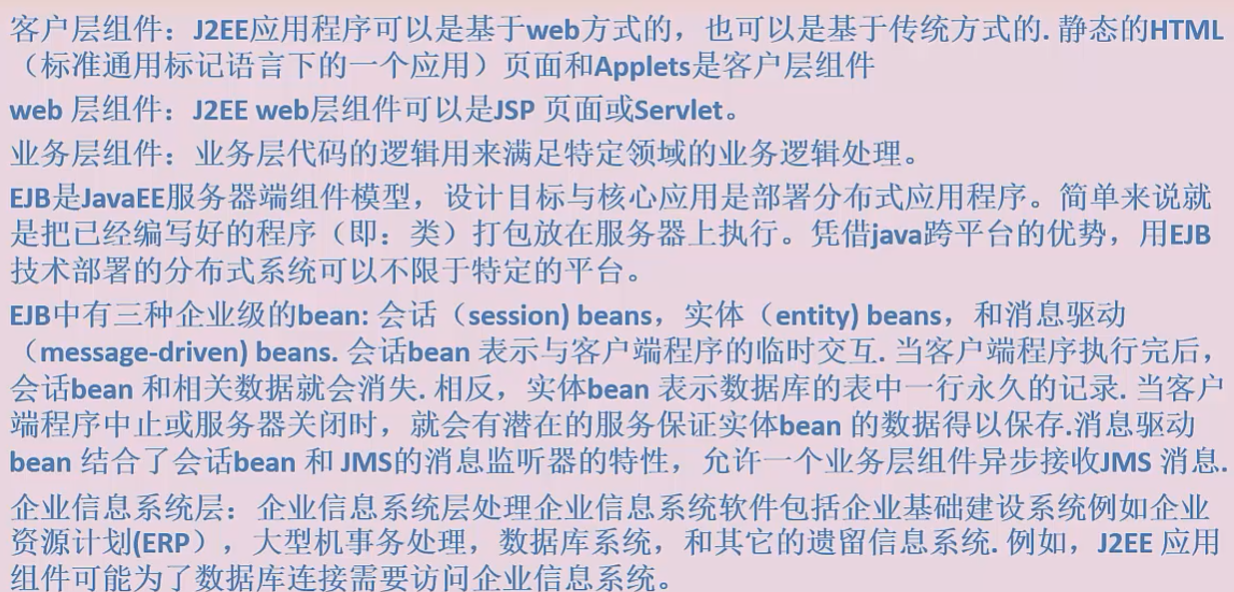 客户层组件：J2EE应用程序可以是基于web方式的，也可以是基于传统方式的. 静态的HTML
（标准通用标记语言下的一个应用）页面和Applets是客户层组件
web 层组件：J2EE web层组件可以是JSP 页面或Servlet。
业务层组件：业务层代码的逻辑用来满足特定领域的业务逻辑处理。
EJB是JavaEE服务器端组件模型，设计目标与核心应用是部署分布式应用程序。简单来说就
是把已经编写好的程序（即：类）打包放在服务器上执行。凭借java跨平台的优势，用EJB
技术部署的分布式系统可以不限于特定的平台。
EJB中有三种企业级的bean: 会话（session) beans，实体（entity) beans，和消息驱动
（message-driven) beans. 会话bean 表示与客户端程序的临时交互. 当客户端程序执行完后，
会话bean 和相关数据就会消失. 相反，实体bean 表示数据库的表中一行永久的记录. 当客户
端程序中止或服务器关闭时，就会有潜在的服务保证实体bean 的数据得以保存.消息驱动
bean 结合了会话bean 和 JMS的消息监听器的特性，允许一个业务层组件异步接收JMS 消息.
企业信息系统层：企业信息系统层处理企业信息系统软件包括企业基础建设系统例如企业
资源计划(ERP），大型机事务处理，数据库系统，和其它的遗留信息系统. 例如，J2EE 应用
组件可能为了数据库连接需要访问企业信息系统。